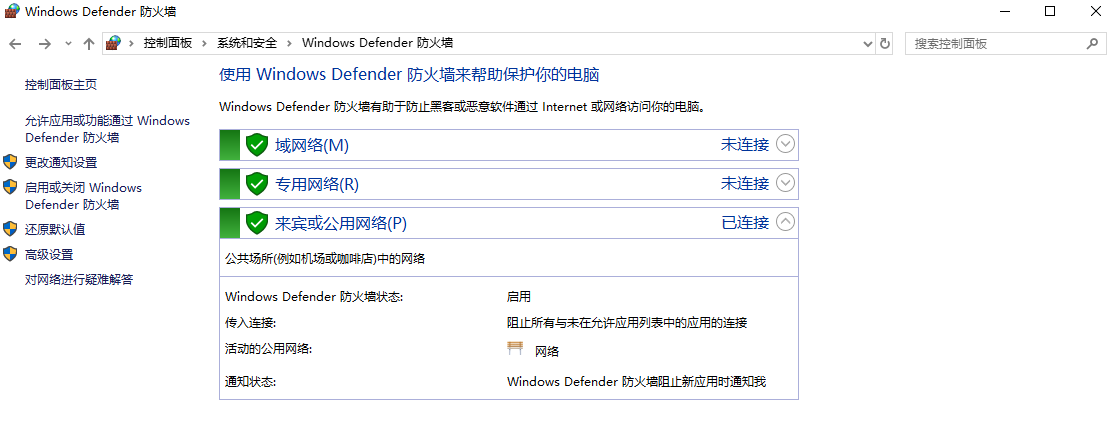 Windows Defender 防火墙
控制面板 系统和安全 Windows Defender 防火墙
搜索控制面板
控制面板主页
允许应用或功能通过 Windows
Defender 防火墙
更改通知设置
启用或关闭 Windows
Defender 防火墙
还原默认值
高级设置
对网络进行疑难解答
使用 Windows Defender 防火墙来帮助保护你的电脑
Windows Defender 防火墙有助于防止黑客或恶意软件通过 Internet 或网络访问你的电脑。
域网络(M) 未连接
专用网络(R) 未连接
来宾或公用网络(P) 已连接
公共场所(例如机场或咖啡店)中的网络
Windows Defender 防火墙状态: 启用
传入连接: 阻止所有与未在允许应用列表中的应用的连接
活动的公用网络: 网络
通知状态: Windows Defender 防火墙阻止新应用时通知我